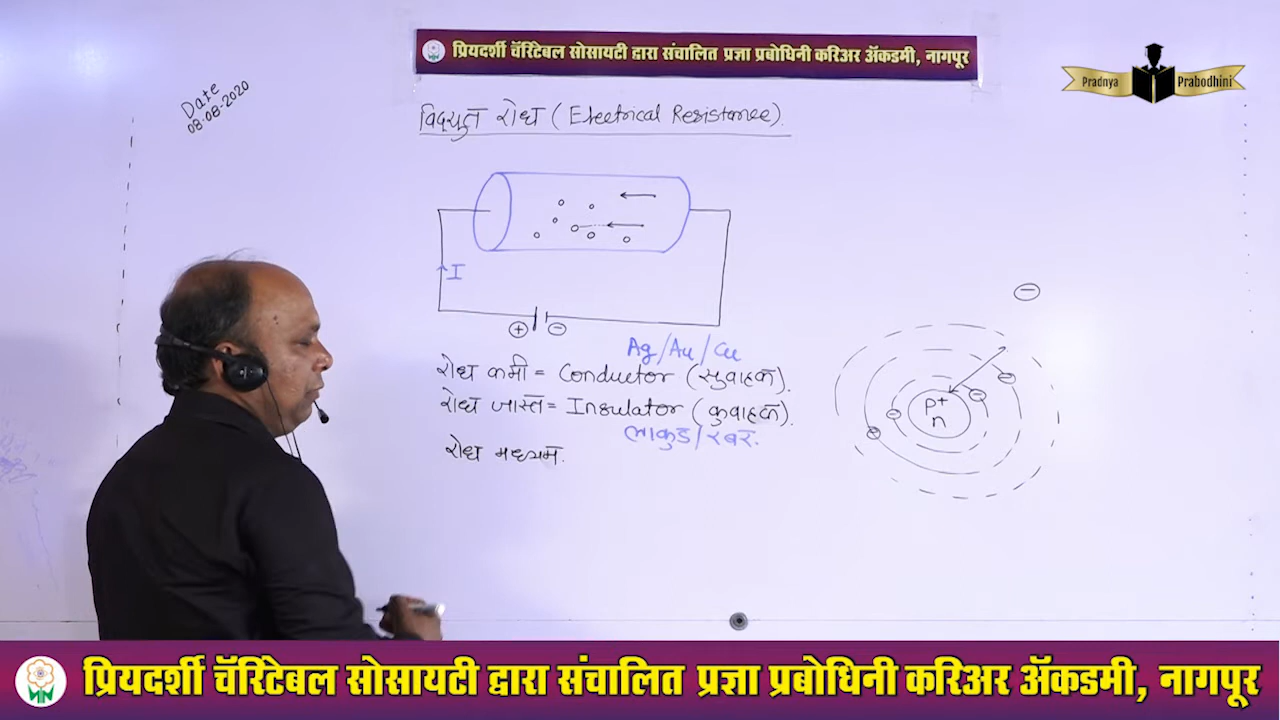 प्रियदर्शी चॅरिटेबल सोसायटी द्वारा संचालित प्रज्ञा प्रबोधिनी करिअर ॲकडमी, नागपूर
Pradnya Prabodhini
Date
08-08-2020
विद्युत रोध (Electrical Resistance).
I
+ −
Ag/Au/Cu
रोध कमी = Conductor (सुवाहक).
रोध जास्त = Insulator (कुवाहक).
लाकुड/रबर.
रोध मध्यम.
−
P+
n
− − − −
प्रियदर्शी चॅरिटेबल सोसायटी द्वारा संचालित प्रज्ञा प्रबोधिनी करिअर ॲकडमी, नागपूर